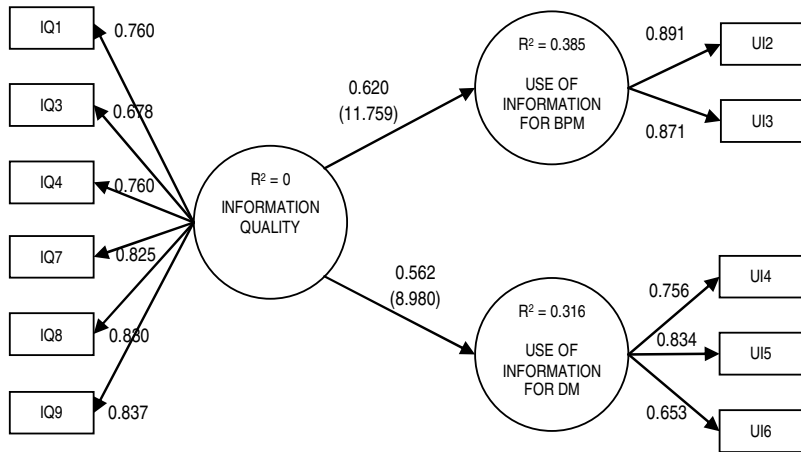 IQ1
0.760
IQ3
0.678
IQ4
0.760
IQ7
0.825
IQ8
0.830
IQ9
0.837
R² = 0
INFORMATION
QUALITY
0.620
(11.759)
0.562
(8.980)
R² = 0.385
USE OF
INFORMATION
FOR BPM
0.891
UI2
0.871
UI3
R² = 0.316
USE OF
INFORMATION
FOR DM
0.756
UI4
0.834
UI5
0.653
UI6